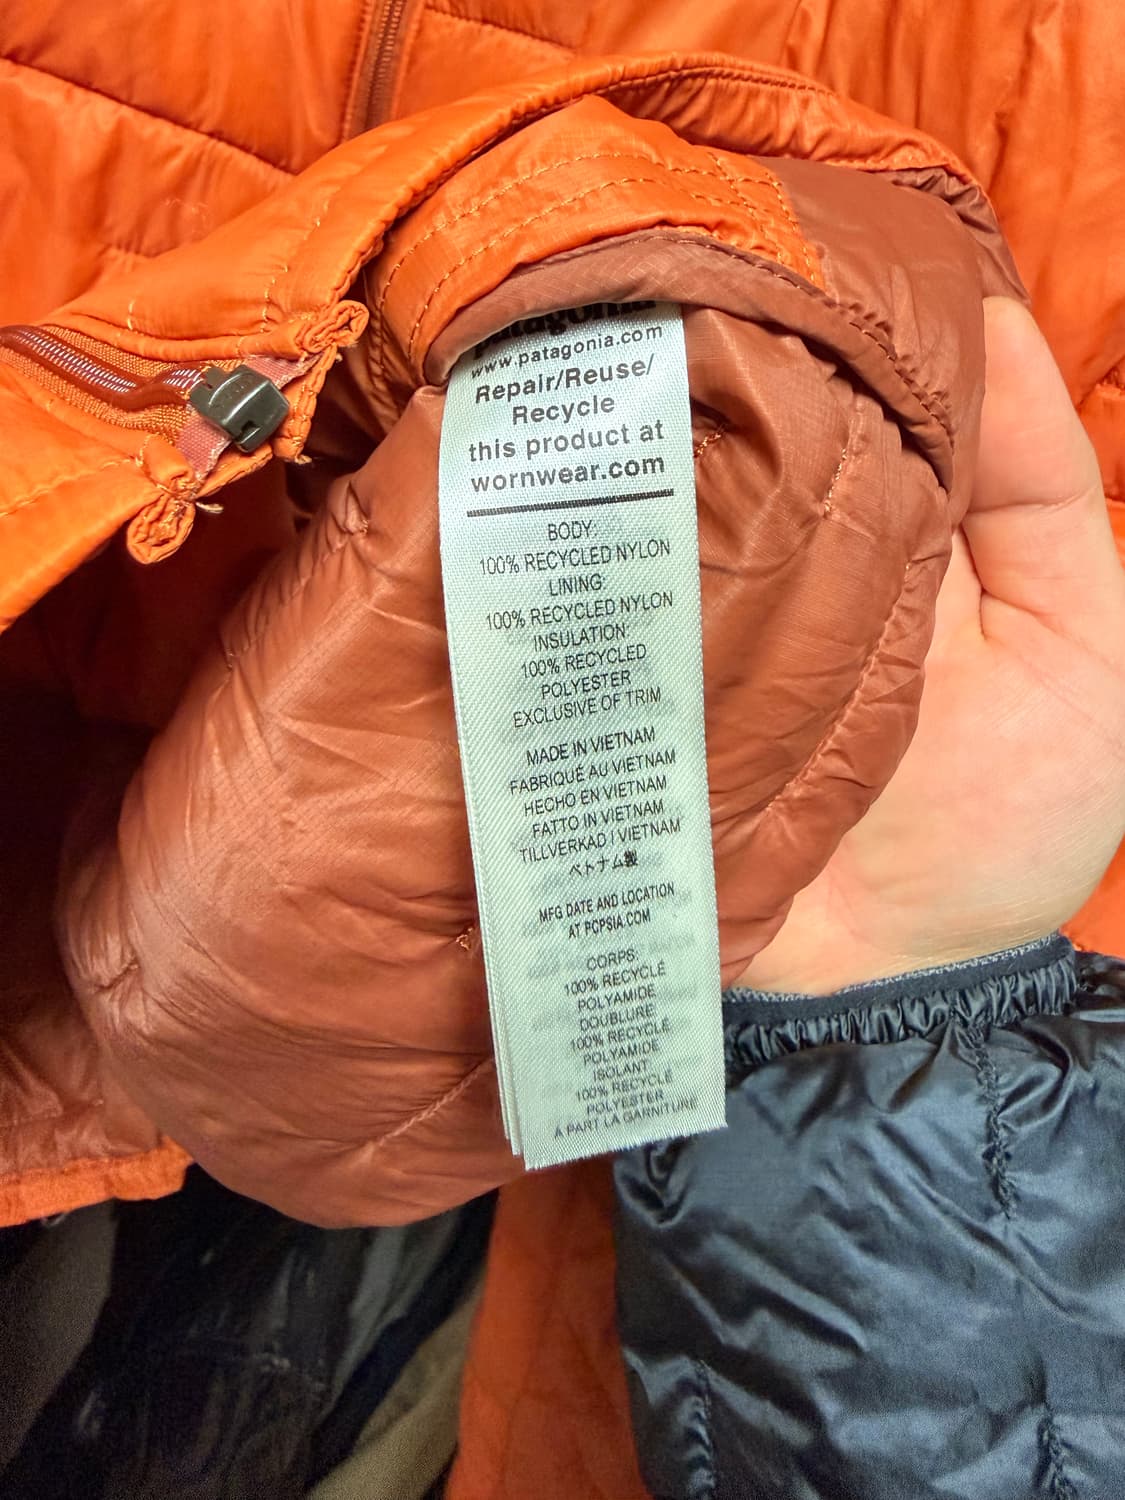 patagonia
www.patagonia.com
Repair/Reuse/
Recycle
this product at
wornwear.com
BODY:
100% RECYCLED NYLON
LINING:
100% RECYCLED NYLON
INSULATION:
100% RECYCLED
POLYESTER
EXCLUSIVE OF TRIM
MADE IN VIETNAM
FABRIQUÉ AU VIETNAM
HECHO EN VIETNAM
FATTO IN VIETNAM
TILLVERKAD I VIETNAM
ベトナム製
MFG DATE AND LOCATION
AT PCPSIA.COM
CORPS:
100% RECYCLÉ
POLYAMIDE
DOUBLURE:
100% RECYCLÉ
POLYAMIDE
ISOLANT:
100% RECYCLÉ
POLYESTER
À PART LA GARNITURE